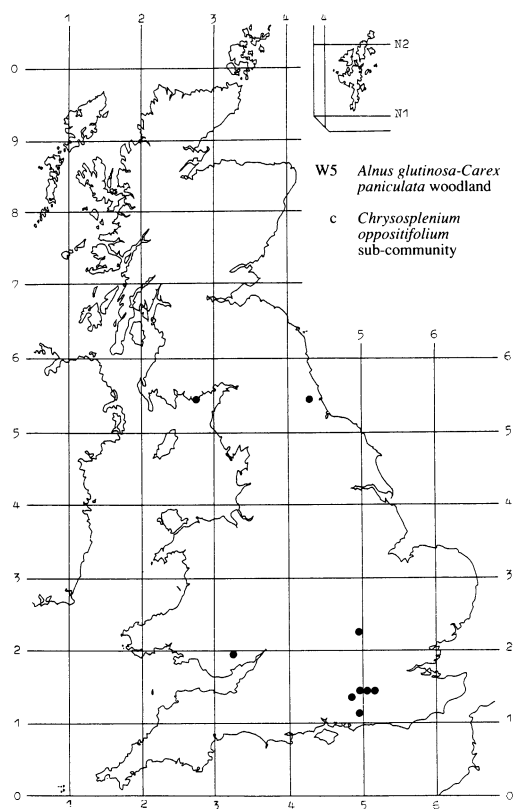 1 2 3 4
4
N2
N1
W5 Alnus glutinosa-Carex
paniculata woodland
c Chrysosplenium
oppositifolium
sub-community
0
9
8
7
6 5 6 6
5 5
4 4
3 3
2 2
1 1
0 0
1 2 3 4 5 6